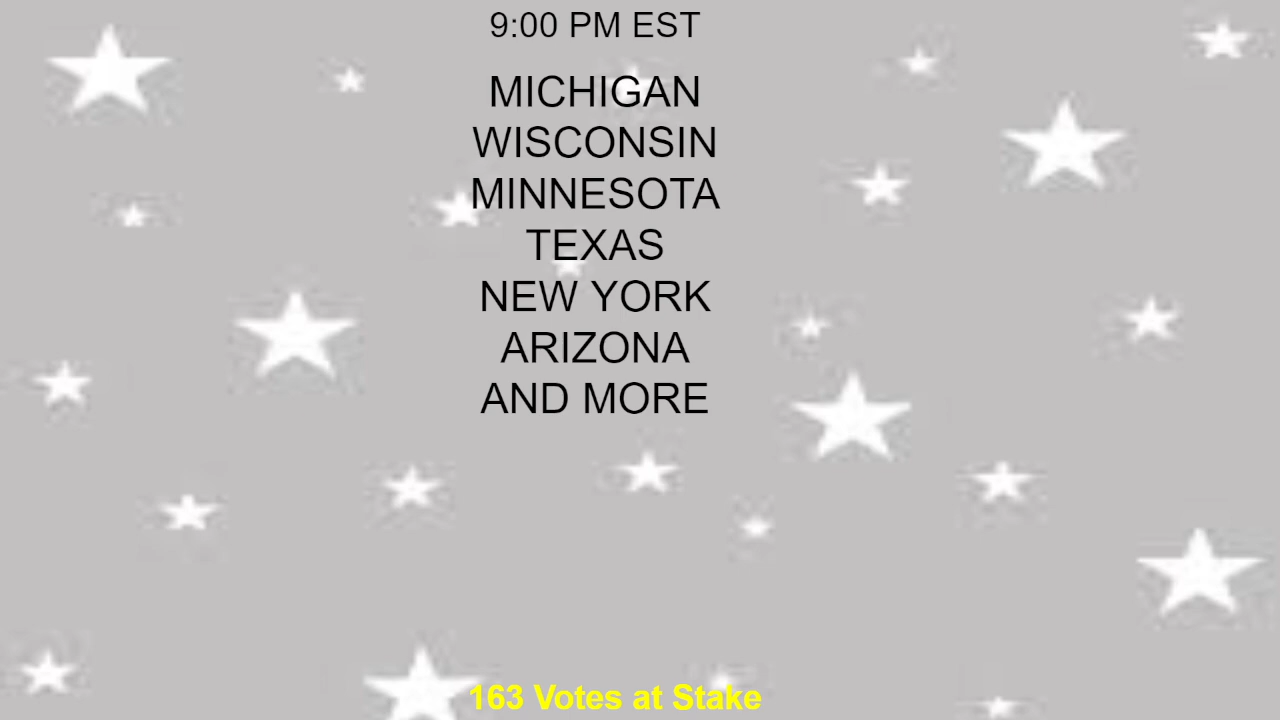 9:00 PM EST
MICHIGAN
WISCONSIN
MINNESOTA
TEXAS
NEW YORK
ARIZONA
AND MORE
163 Votes at Stake